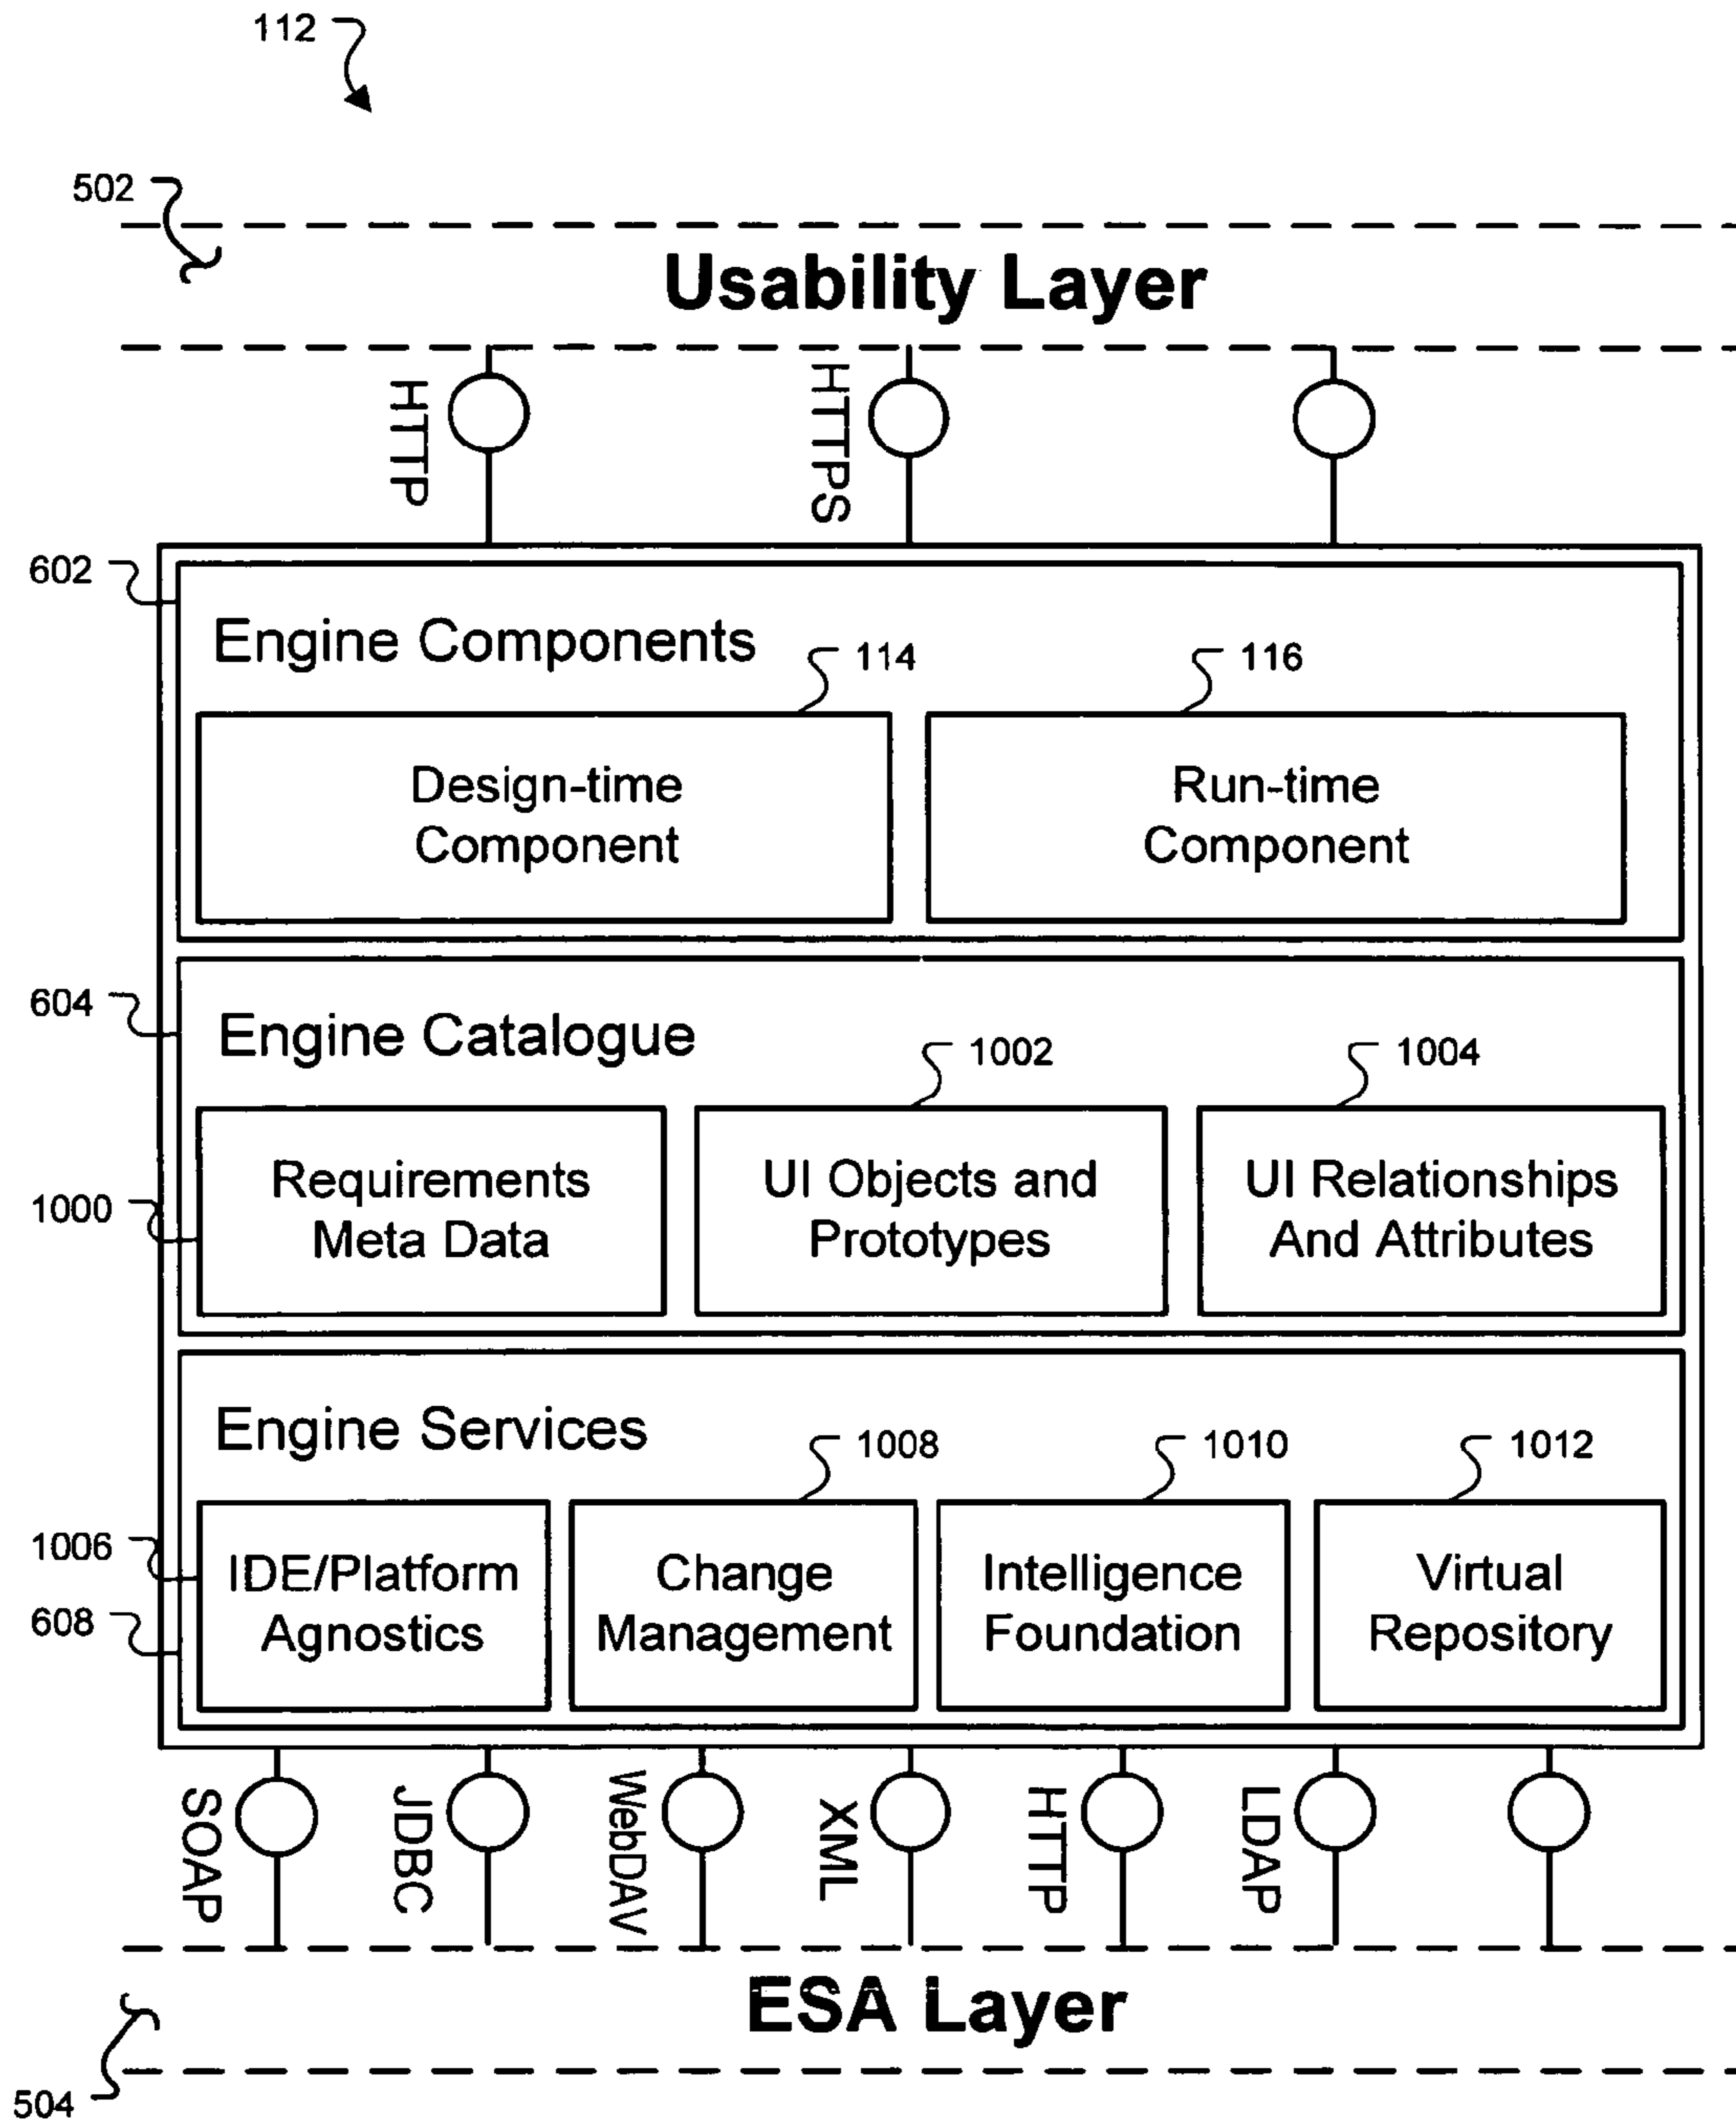 112
502
Usability Layer
HTTP
HTTPS
602
Engine Components
114
116
Design-time
Component
Run-time
Component
604
Engine Catalogue
1002
1004
1000
Requirements
Meta Data
UI Objects and
Prototypes
UI Relationships
And Attributes
Engine Services
1008
1010
1012
1006
608
IDE/Platform
Agnostics
Change
Management
Intelligence
Foundation
Virtual
Repository
SOAP
JDBC
WebDAV
XML
HTTP
LDAP
ESA Layer
504